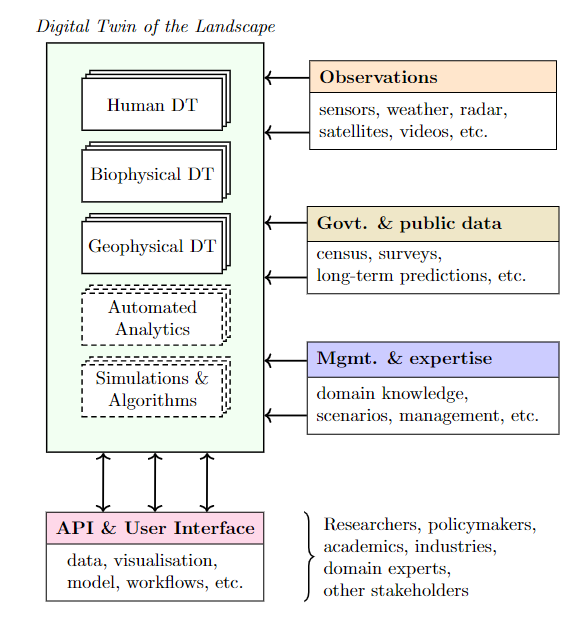 Digital Twin of the Landscape
Human DT
Biophysical DT
Geophysical DT
Automated
Analytics
Simulations &
Algorithms
Observations
sensors, weather, radar,
satellites, videos, etc.
Govt. & public data
census, surveys,
long-term predictions, etc.
Mgmt. & expertise
domain knowledge,
scenarios, management, etc.
API & User Interface
data, visualisation,
model, workflows, etc.
Researchers, policymakers,
academics, industries,
domain experts,
other stakeholders